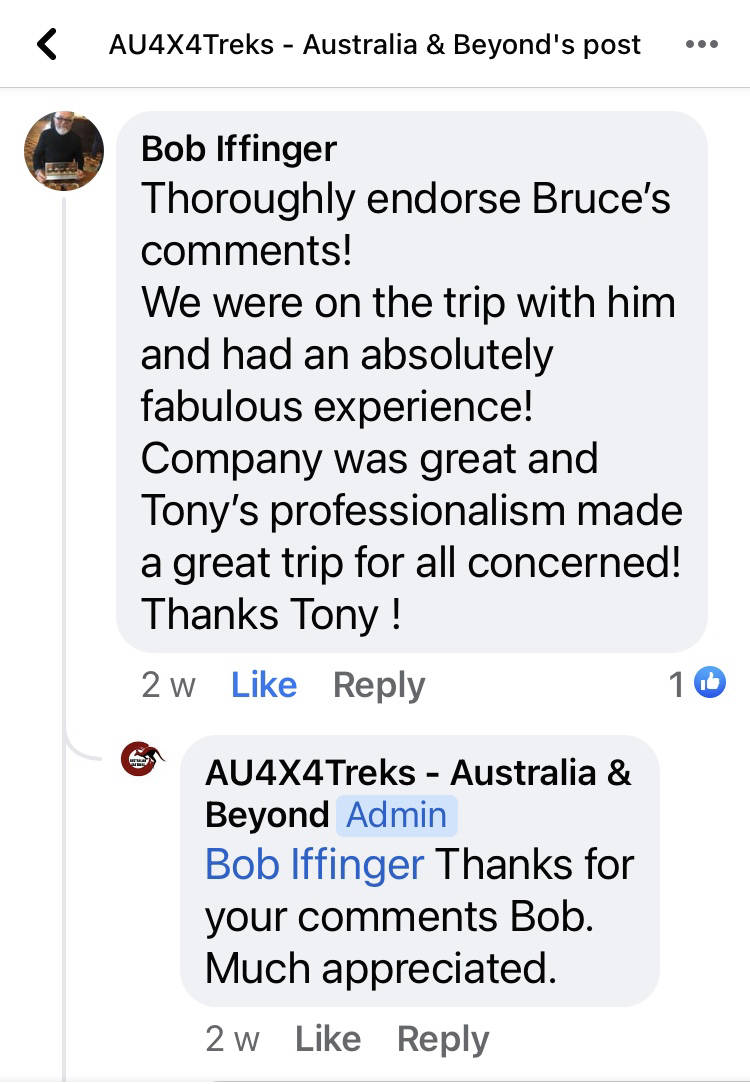 AU4X4Treks - Australia & Beyond's post
Bob Iffinger
Thoroughly endorse Bruce’s
comments!
We were on the trip with him
and had an absolutely
fabulous experience!
Company was great and
Tony’s professionalism made
a great trip for all concerned!
Thanks Tony !
2 w Like Reply 1
AU4X4Treks - Australia &
Beyond Admin
Bob Iffinger Thanks for
your comments Bob.
Much appreciated.
2 w Like Reply